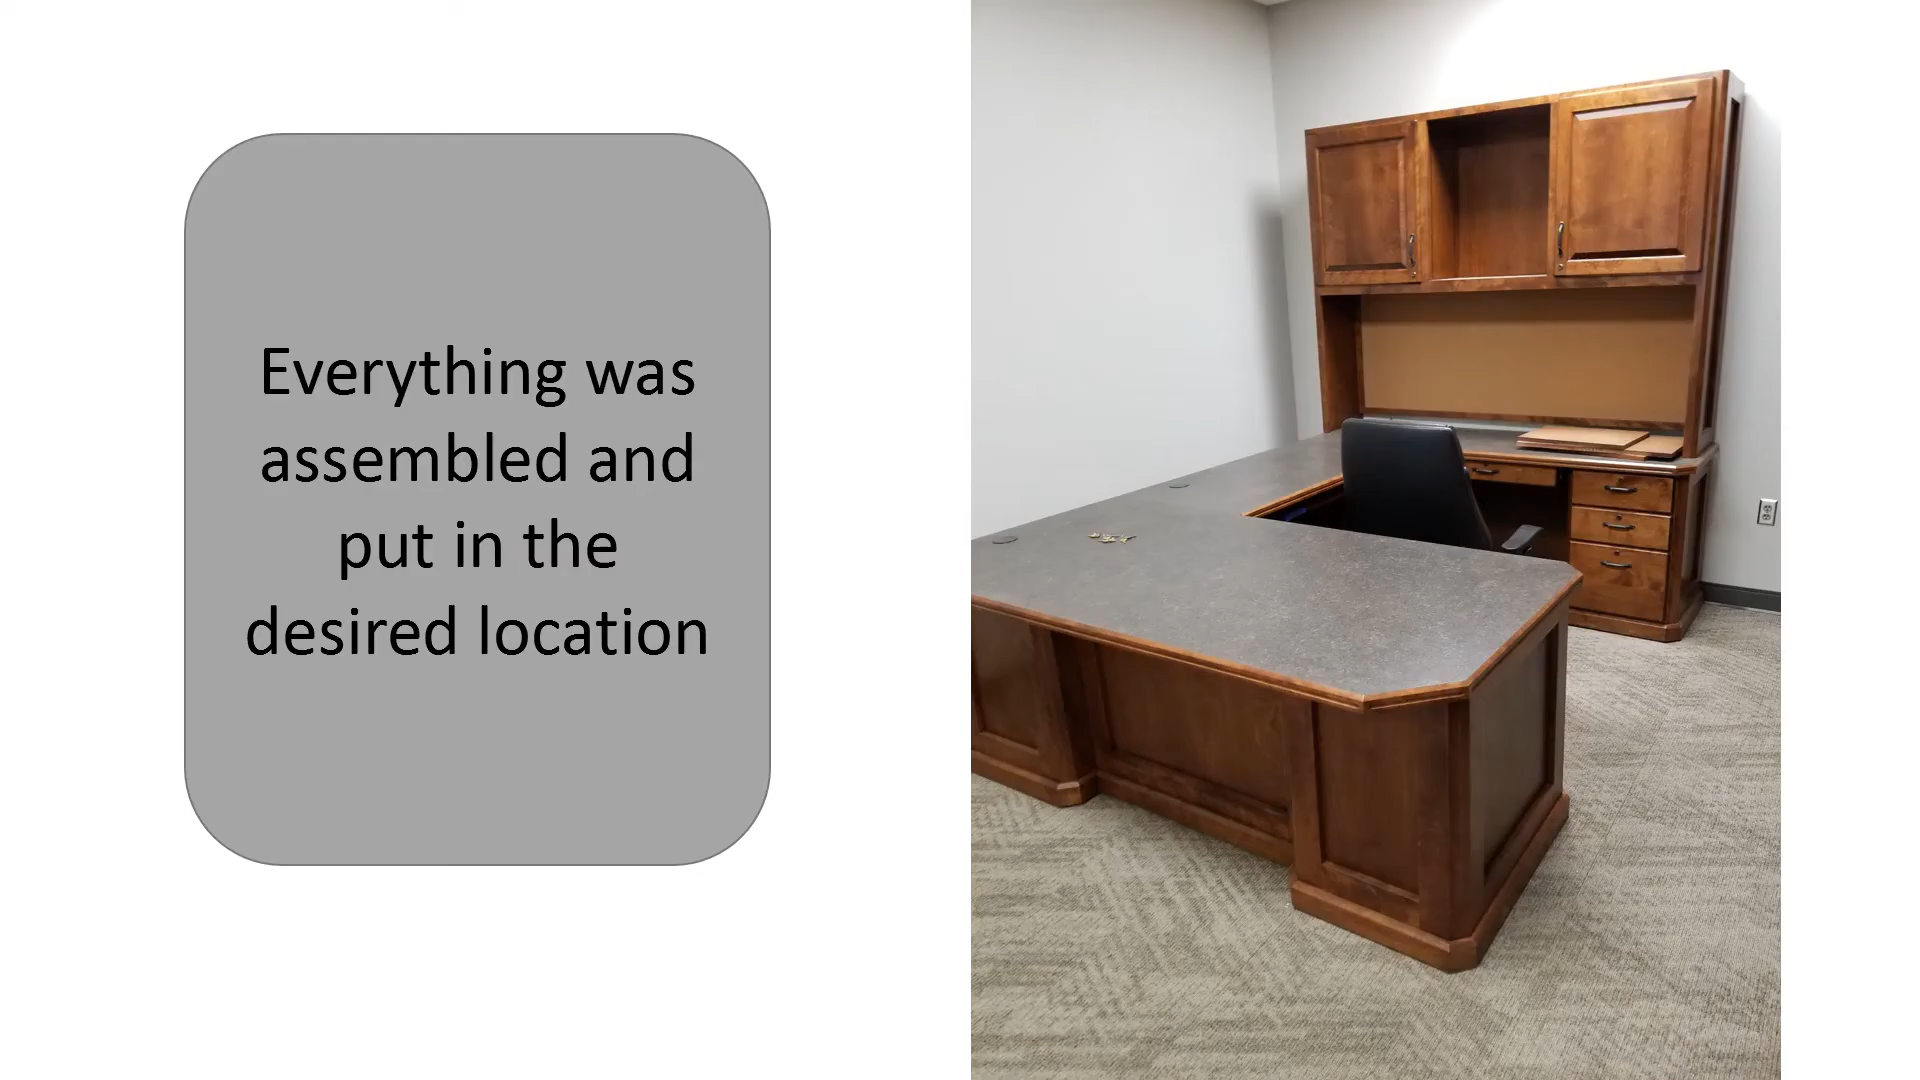 Everything was
assembled and
put in the
desired location